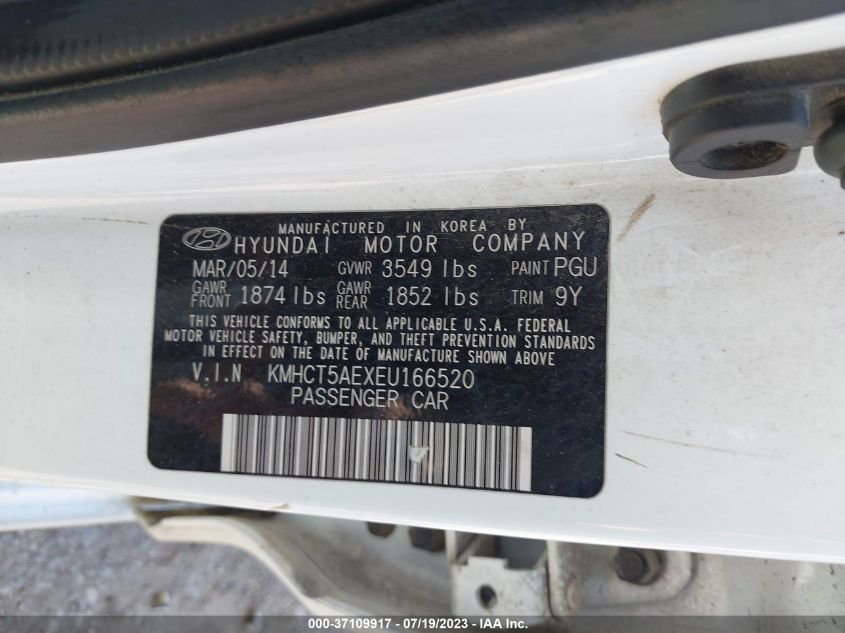 MANUFACTURED IN KOREA BY
HYUNDAI MOTOR COMPANY
MAR/05/14 GVWR 3549 lbs PAINT PGU
GAWR FRONT 1874 lbs GAWR REAR 1852 lbs TRIM 9Y
THIS VEHICLE CONFORMS TO ALL APPLICABLE U.S.A. FEDERAL
MOTOR VEHICLE SAFETY, BUMPER, AND THEFT PREVENTION STANDARDS
IN EFFECT ON THE DATE OF MANUFACTURE SHOWN ABOVE
V.I.N KMHCT5AEXEU166520
PASSENGER CAR
000-37109917 - 07/19/2023 - IAA Inc.